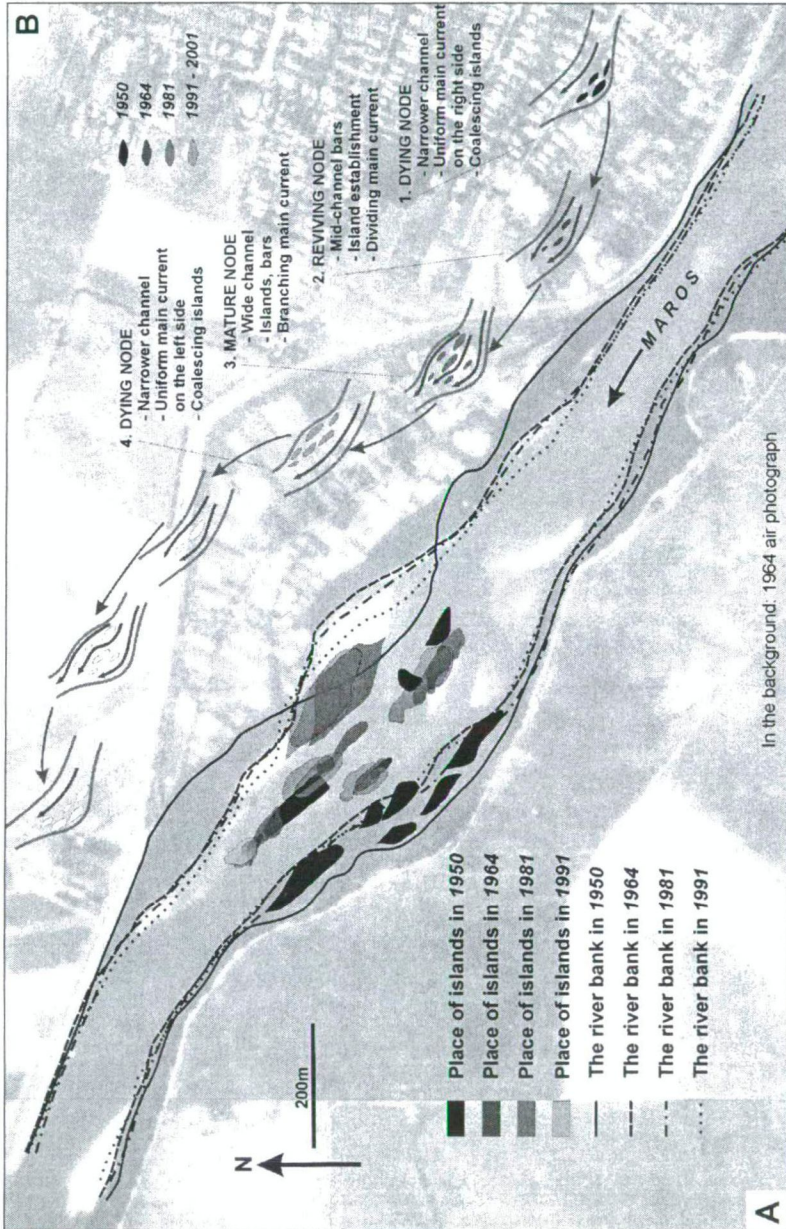 B
1950
1964
1981
1991 - 2001
4. DYING NODE
- Narrower channel
- Uniform main current
on the left side
- Coalescing islands
3. MATURE NODE
- Wide channel
- Islands, bars
- Branching main current
2. REVIVING NODE
- Mid-channel bars
- Island establishment
- Dividing main current
1. DYING NODE
- Narrower channel
- Uniform main current
on the right side
- Coalescing islands
MAROS
N
200m
Place of islands in 1950
Place of islands in 1964
Place of islands in 1981
Place of islands in 1991
The river bank in 1950
The river bank in 1964
The river bank in 1981
The river bank in 1991
In the background: 1964 air photograph
A